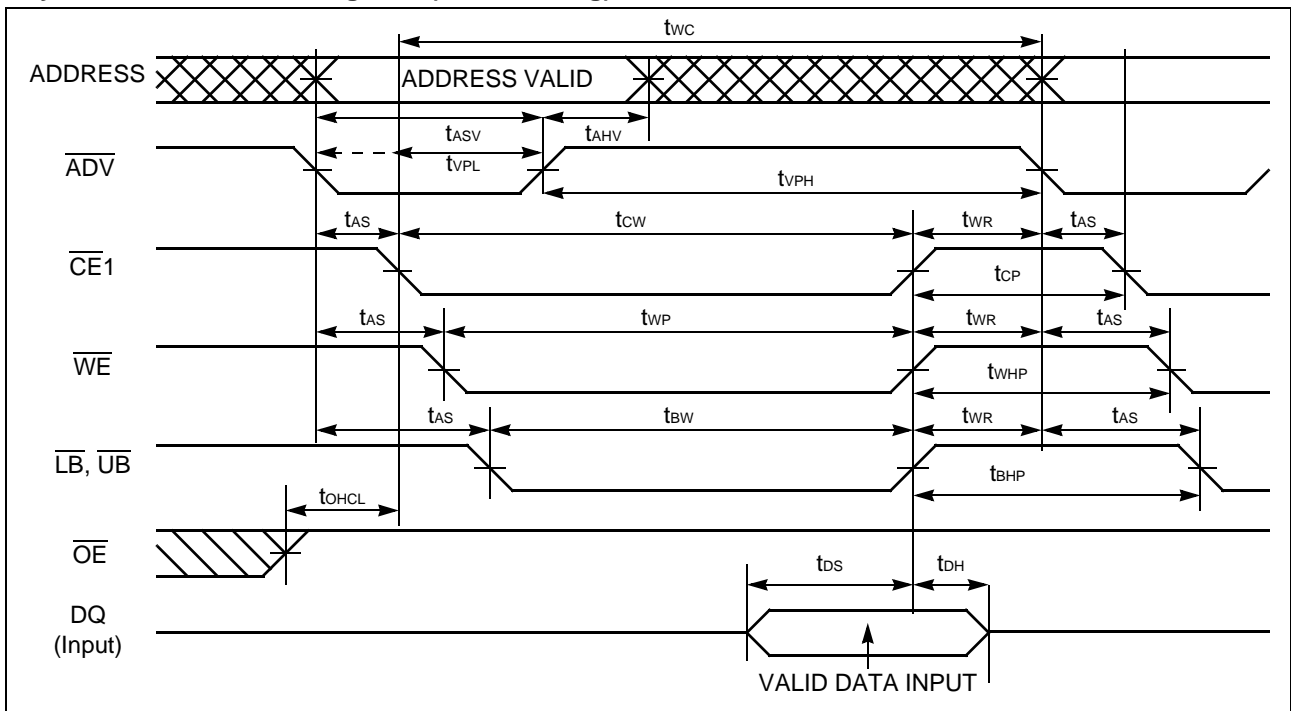 tWC
ADDRESS
ADDRESS VALID
tASV
tAHV
ADV
tVPL
tVPH
tAS
tCW
tWR
tAS
CE1
tCP
tAS
tWP
tWR
tAS
WE
tWHP
tAS
tBW
tWR
tAS
LB, UB
tBHP
tOHCL
OE
tDS
tDH
DQ
(Input)
VALID DATA INPUT